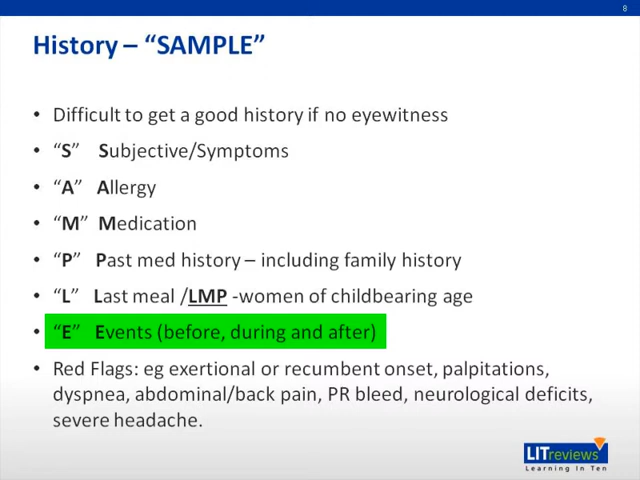 8
History – “SAMPLE”
• Difficult to get a good history if no eyewitness
• “S” Subjective/Symptoms
• “A” Allergy
• “M” Medication
• “P” Past med history – including family history
• “L” Last meal /LMP -women of childbearing age
• “E” Events (before, during and after)
• Red Flags: eg exertional or recumbent onset, palpitations,
dyspnea, abdominal/back pain, PR bleed, neurological deficits,
severe headache.
LITreviews
Learning In Ten